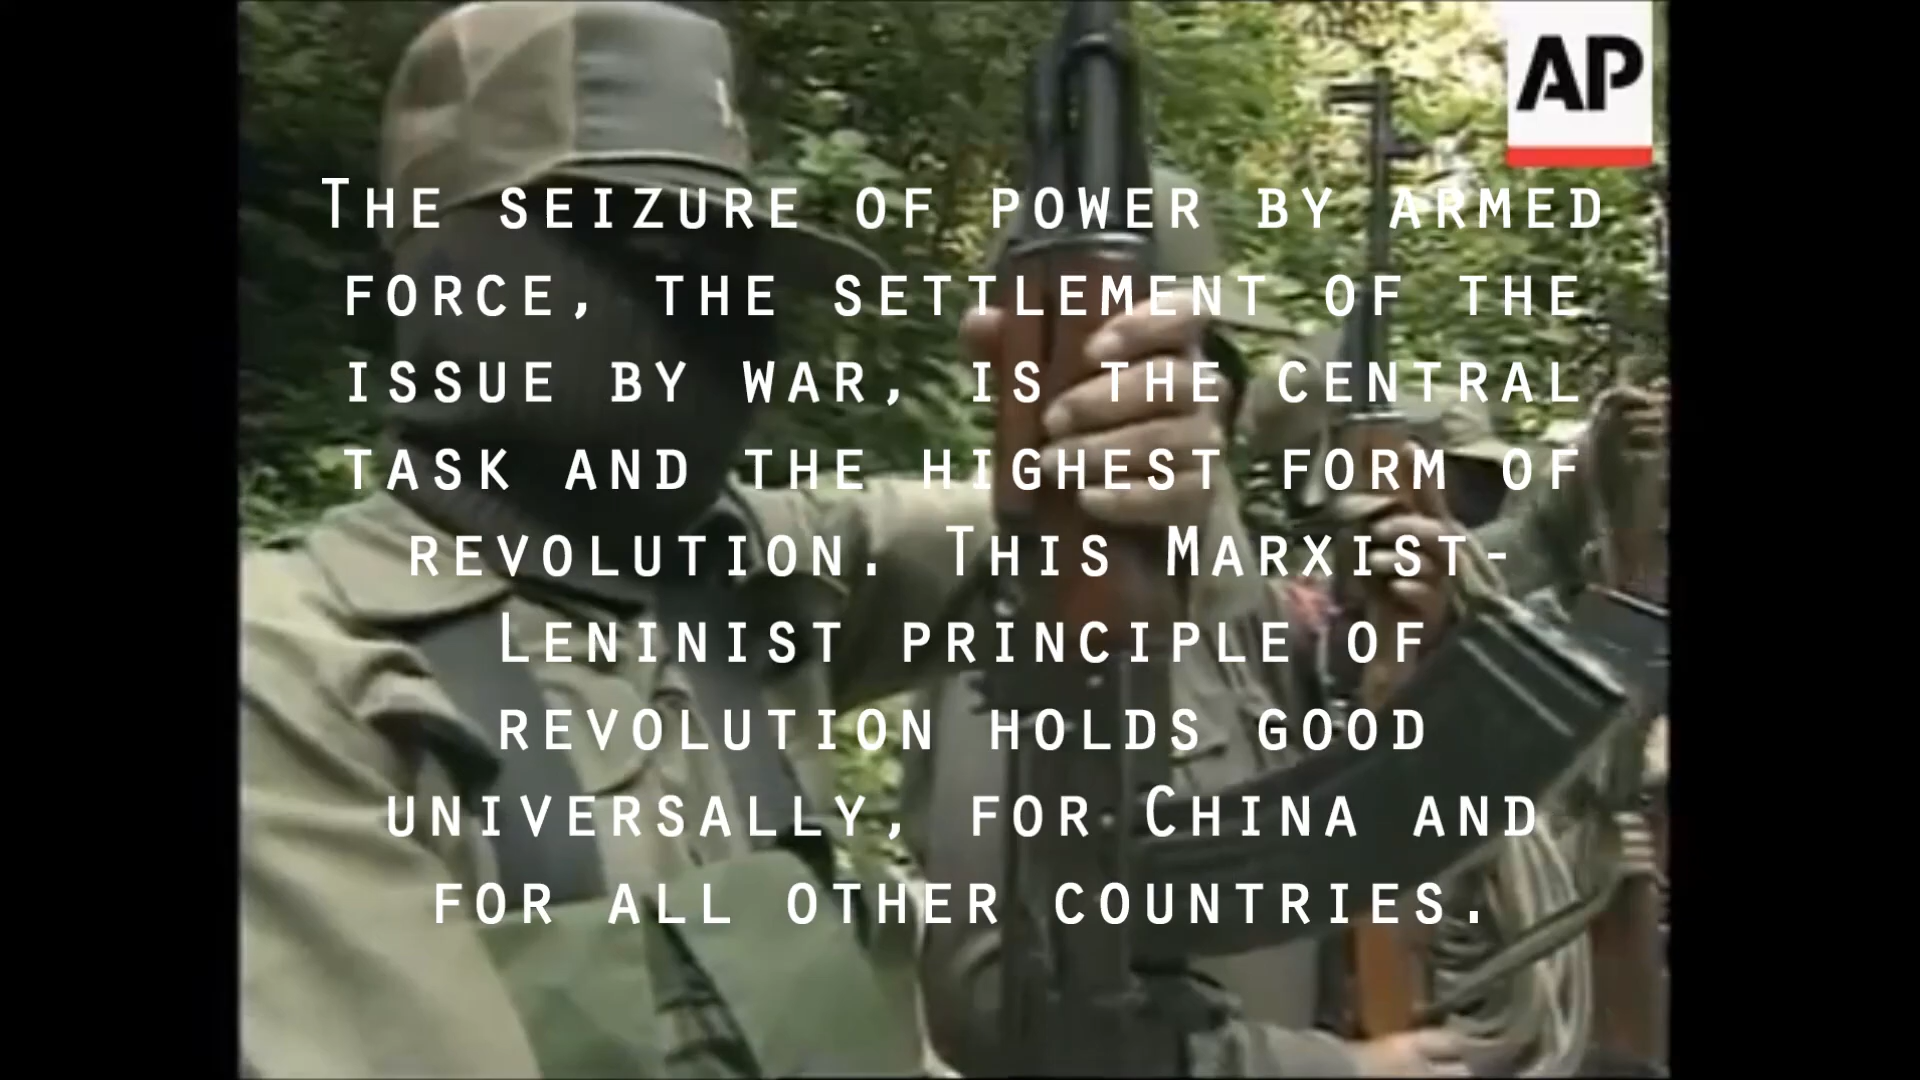 AP
The seizure of power by armed
force, the settlement of the
issue by war, is the central
task and the highest form of
revolution. This Marxist-
Leninist principle of
revolution holds good
universally, for China and
for all other countries.